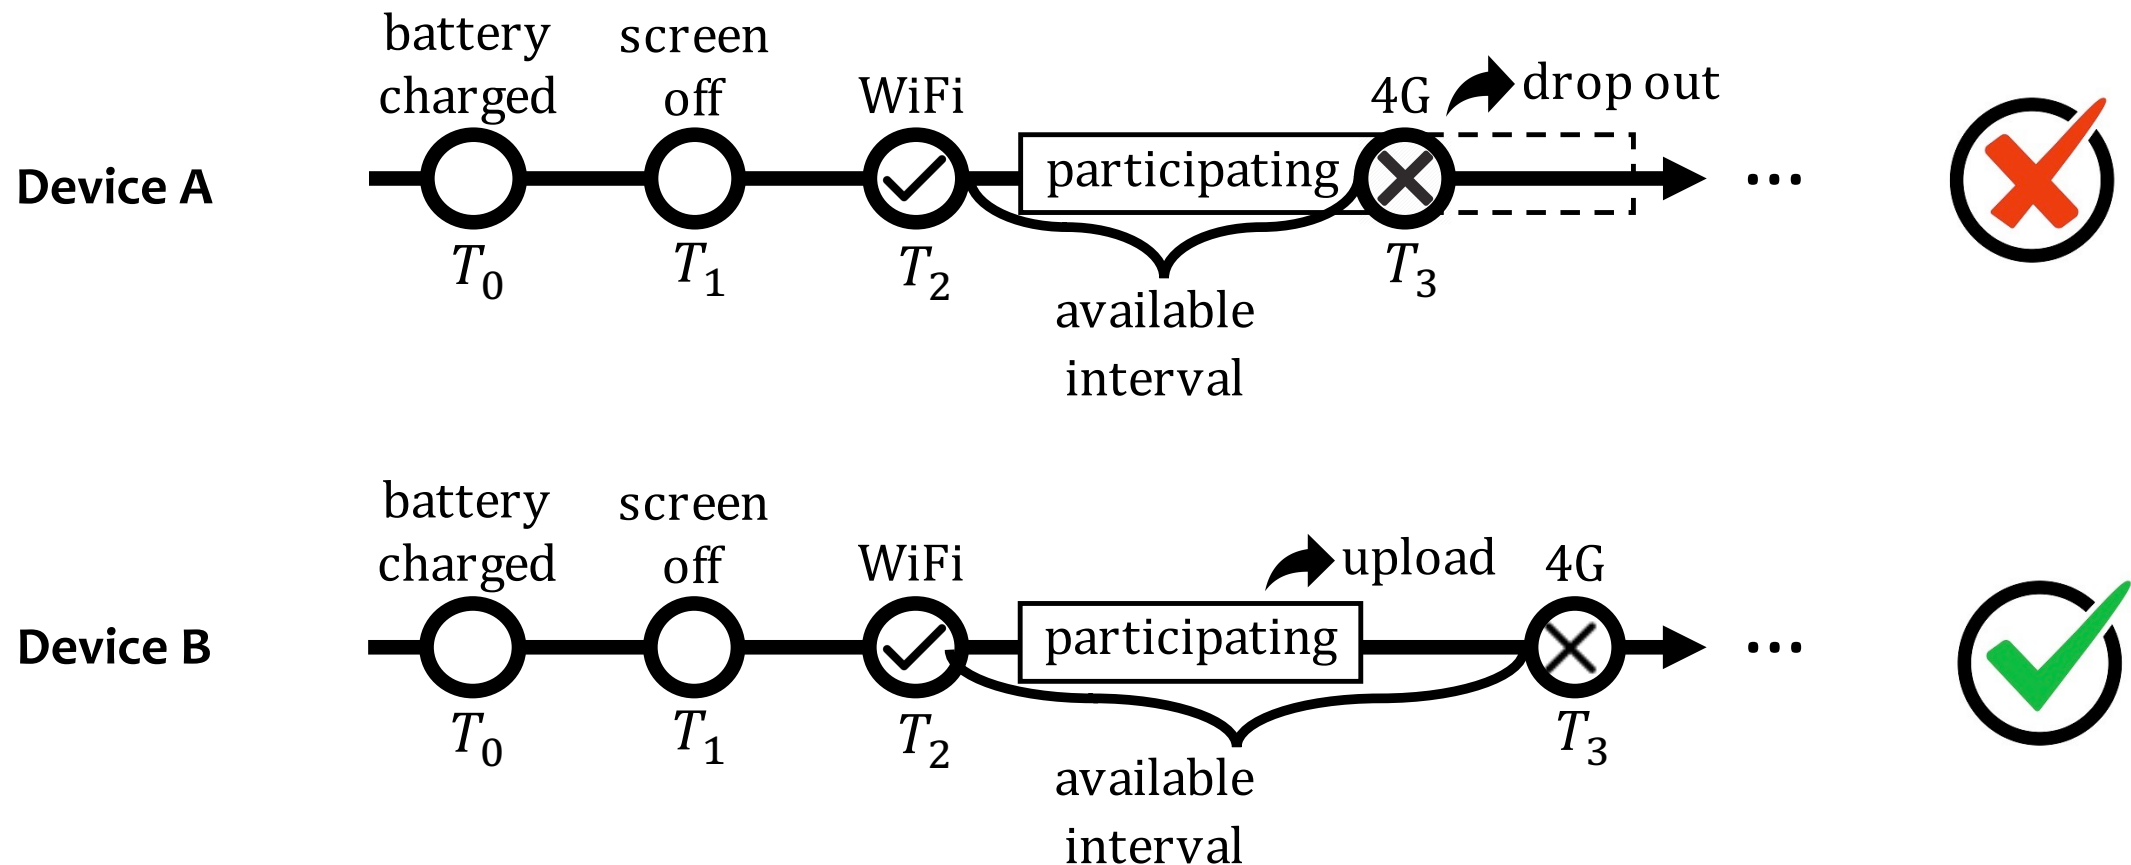 battery
charged
screen
off
WiFi
4G
drop out
Device A
participating
...
T0
T1
T2
T3
available
interval
battery
charged
screen
off
WiFi
upload
4G
Device B
participating
...
T0
T1
T2
T3
available
interval